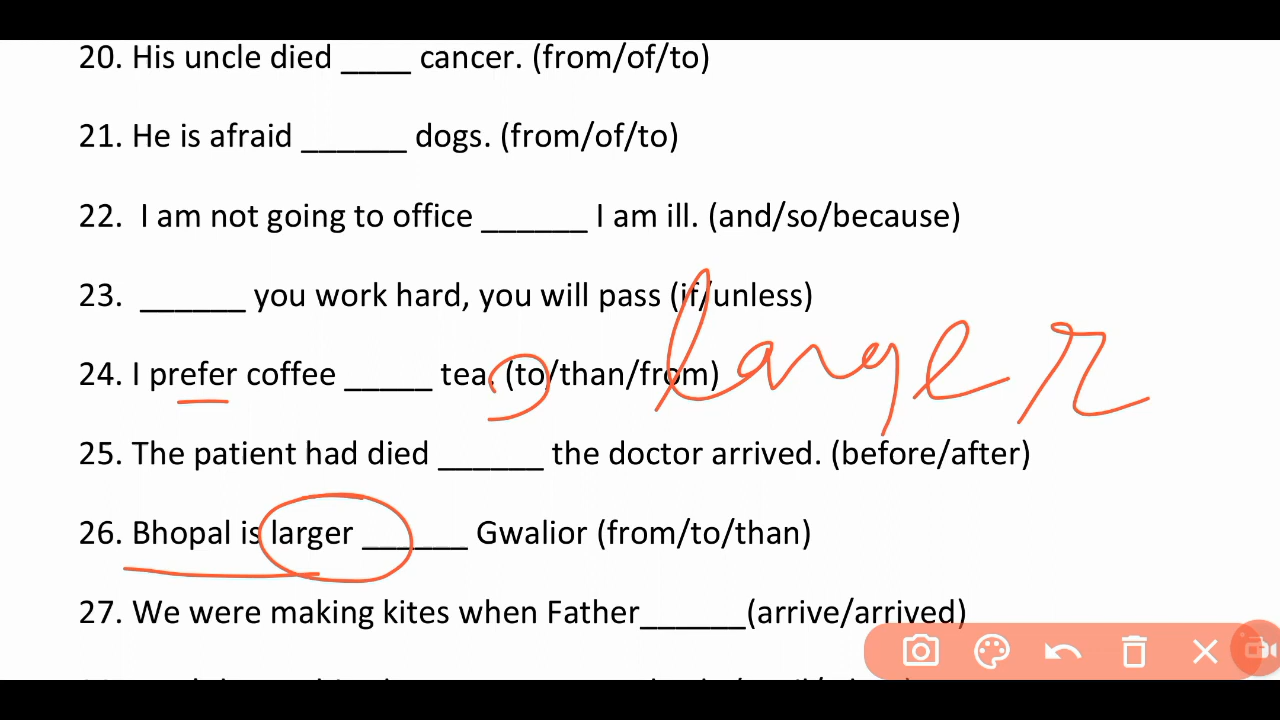 20. His uncle died ____ cancer. (from/of/to)
21. He is afraid ______ dogs. (from/of/to)
22. I am not going to office ______ I am ill. (and/so/because)
23. ______ you work hard, you will pass (if/unless)
larger
24. I prefer coffee _____ tea. (to/than/from)
25. The patient had died ______ the doctor arrived. (before/after)
26. Bhopal is larger ______ Gwalior (from/to/than)
27. We were making kites when Father______(arrive/arrived)